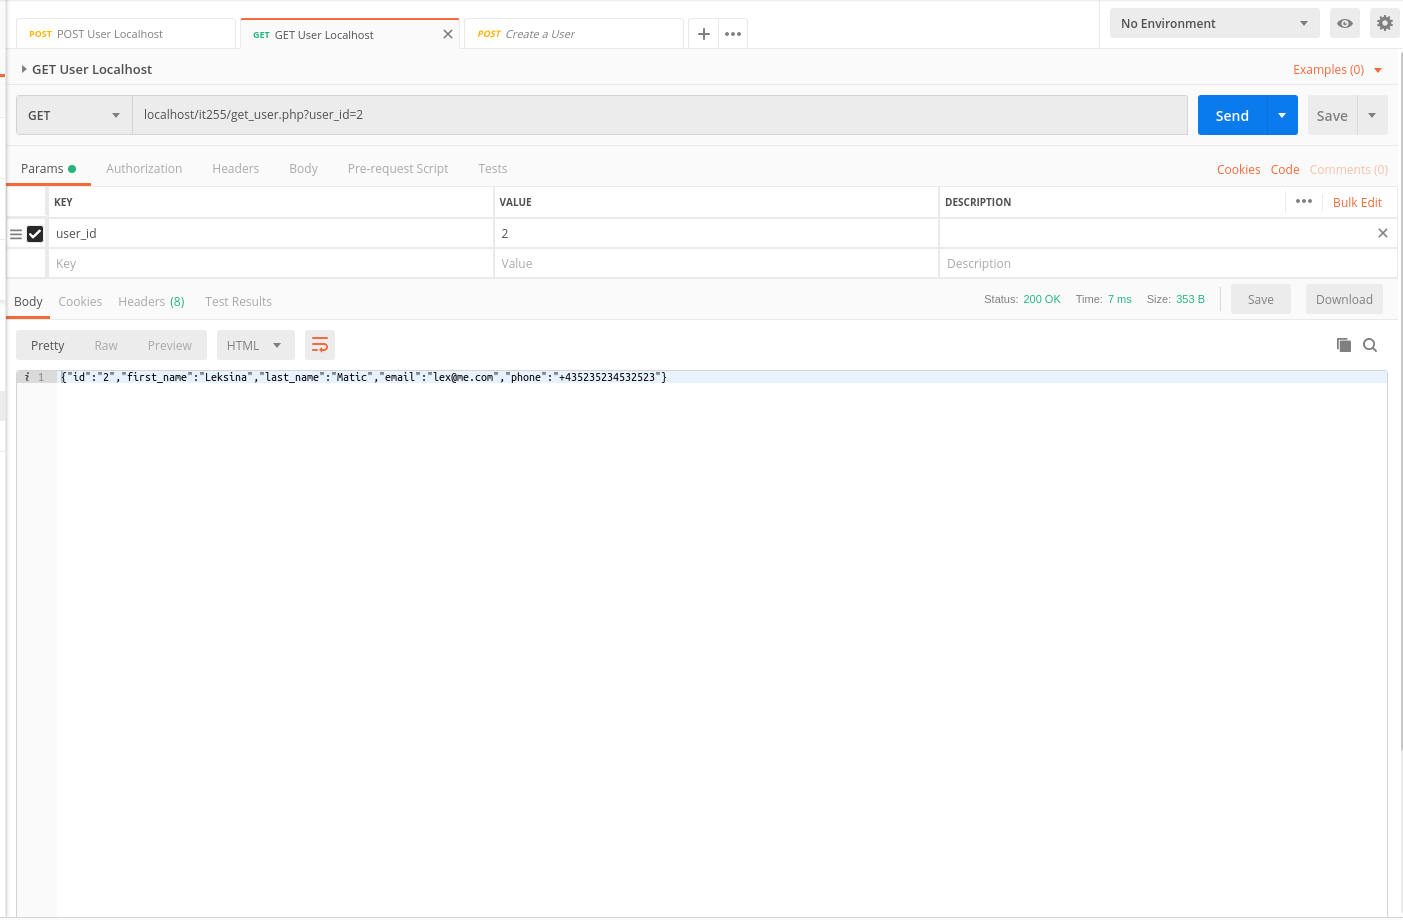 POST POST User Localhost GET GET User Localhost POST Create a User No Environment
GET User Localhost Examples (0)
GET localhost/it255/get_user.php?user_id=2 Send Save
Params Authorization Headers Body Pre-request Script Tests Cookies Code Comments (0)
KEY VALUE DESCRIPTION Bulk Edit
user_id 2
Key Value Description
Body Cookies Headers (8) Test Results Status: 200 OK Time: 7 ms Size: 353 B Save Download
Pretty Raw Preview HTML
i 1 {"id":"2","first_name":"Leksina","last_name":"Matic","email":"lex@me.com","phone":"+435235234532523"}